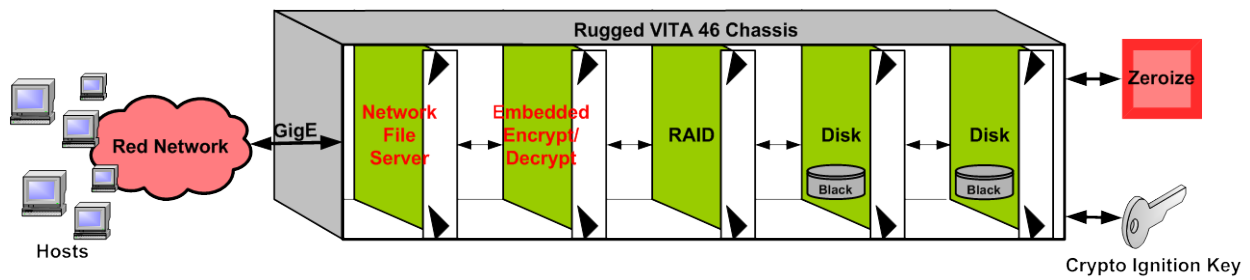 Rugged VITA 46 Chassis
Hosts
Red Network
GigE
Network
File
Server
Embedded
Encrypt/
Decrypt
RAID
Disk
Black
Disk
Black
Zeroize
Crypto Ignition Key